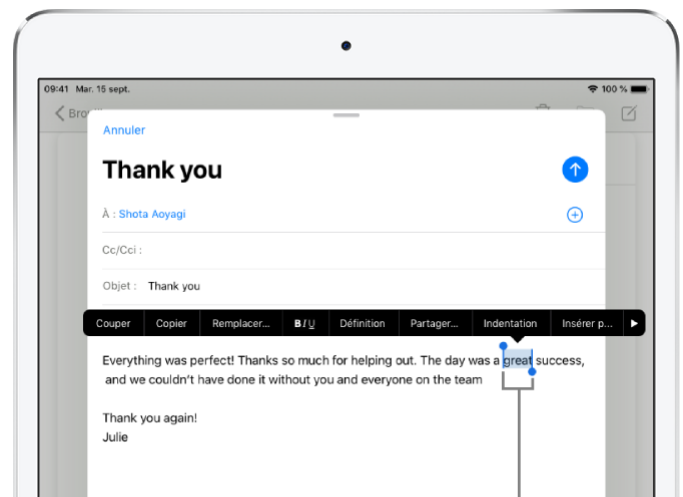 09:41 Mar. 15 sept. 100 %
Annuler
Thank you
À : Shota Aoyagi
Cc/Cci :
Objet : Thank you
Couper Copier Remplacer... B I U Définition Partager... Indentation Insérer p...
Everything was perfect! Thanks so much for helping out. The day was a great success,
and we couldn't have done it without you and everyone on the team
Thank you again!
Julie